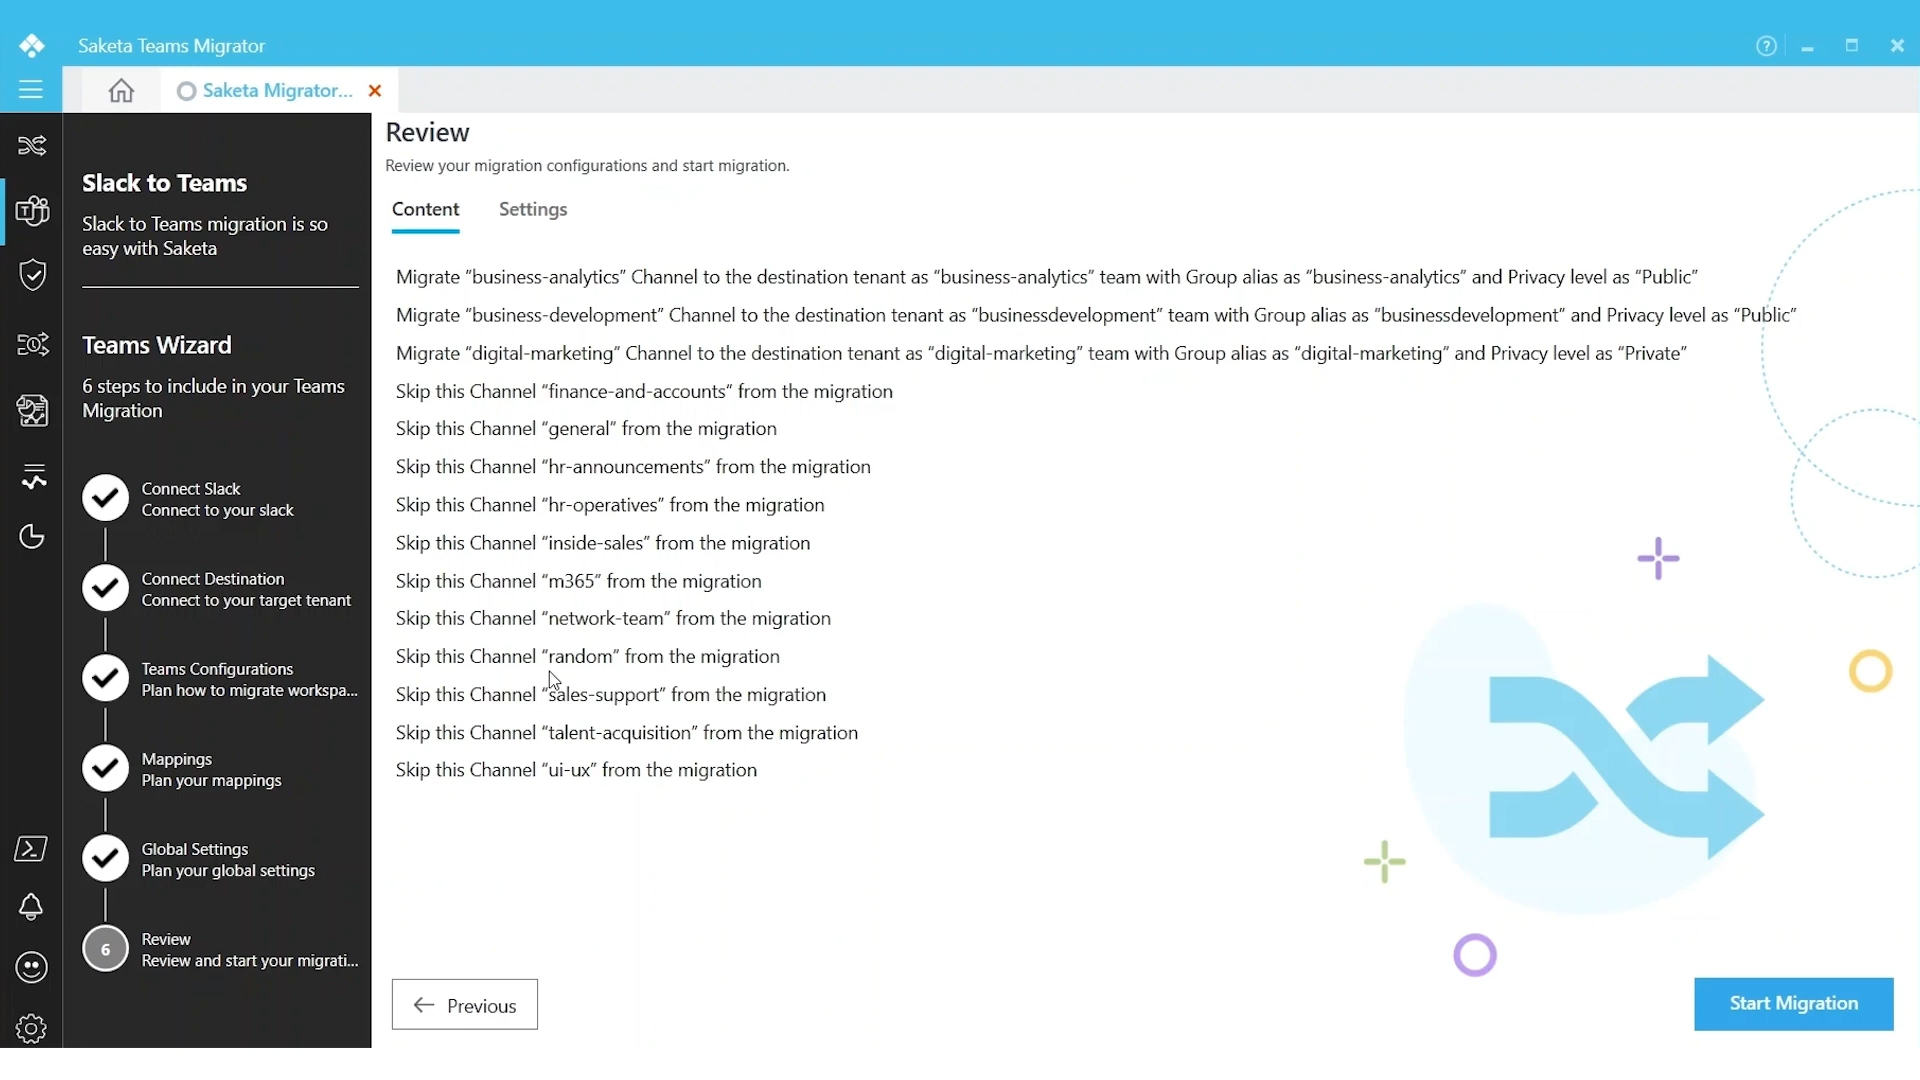 Saketa Teams Migrator
Saketa Migrator...
Slack to Teams
Slack to Teams migration is so
easy with Saketa
Teams Wizard
6 steps to include in your Teams
Migration
Connect Slack
Connect to your slack
Connect Destination
Connect to your target tenant
Teams Configurations
Plan how to migrate workspa...
Mappings
Plan your mappings
Global Settings
Plan your global settings
6
Review
Review and start your migrati...
Review
Review your migration configurations and start migration.
Content Settings
Migrate “business-analytics” Channel to the destination tenant as “business-analytics” team with Group alias as “business-analytics” and Privacy level as “Public”
Migrate “business-development” Channel to the destination tenant as “businessdevelopment” team with Group alias as “businessdevelopment” and Privacy level as “Public”
Migrate “digital-marketing” Channel to the destination tenant as “digital-marketing” team with Group alias as “digital-marketing” and Privacy level as “Private”
Skip this Channel “finance-and-accounts” from the migration
Skip this Channel “general” from the migration
Skip this Channel “hr-announcements” from the migration
Skip this Channel “hr-operatives” from the migration
Skip this Channel “inside-sales” from the migration
Skip this Channel “m365” from the migration
Skip this Channel “network-team” from the migration
Skip this Channel “random” from the migration
Skip this Channel “sales-support” from the migration
Skip this Channel “talent-acquisition” from the migration
Skip this Channel “ui-ux” from the migration
Previous
Start Migration